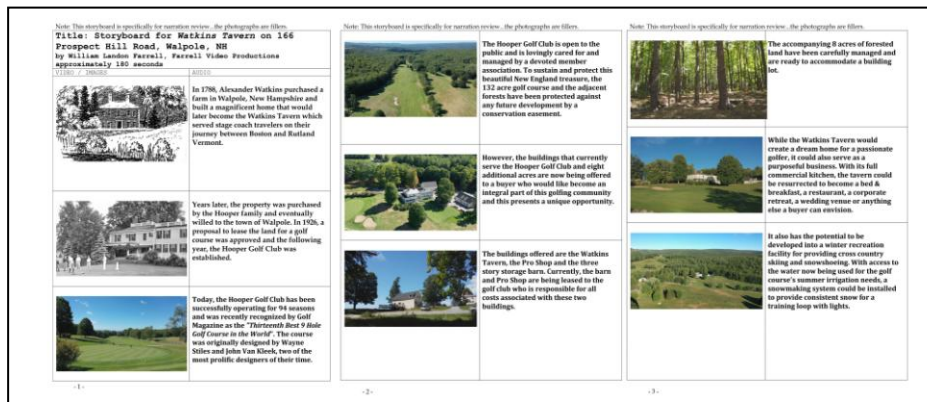 Note: This storyboard is specifically for narration review...the photographs are fillers.
Title: Storyboard for Watkins Tavern on 166
Prospect Hill Road, Walpole, NH
by William Landon Farrell, Farrell Video Productions
approximately 180 seconds
VIDEO / IMAGES
AUDIO
In 1788, Alexander Watkins purchased a
farm in Walpole, New Hampshire and
built a magnificent home that would
later become the Watkins Tavern which
served stage coach travelers on their
journey between Boston and Rutland
Vermont.
Years later, the property was purchased
by the Hooper family and eventually
willed to the town of Walpole. In 1926, a
proposal to lease the land for a golf
course was approved and the following
year, the Hooper Golf Club was
established.
Today, the Hooper Golf Club has been
successfully operating for 94 seasons
and was recently recognized by Golf
Magazine as the "Thirteenth Best 9 Hole
Golf Course in the World". The course
was originally designed by Wayne
Stiles and John Van Kleek, two of the
most prolific designers of their time.
- 1 -
Note: This storyboard is specifically for narration review...the photographs are fillers.
The Hooper Golf Club is open to the
public and is lovingly cared for and
managed by a devoted member
association. To sustain and protect this
beautiful New England treasure, the
132 acre golf course and the adjacent
forests have been protected against
any future development by a
conservation easement.
However, the buildings that currently
serve the Hooper Golf Club and eight
additional acres are now being offered
to a buyer who would like become an
integral part of this golfing community
and this presents a unique opportunity.
The buildings offered are the Watkins
Tavern, the Pro Shop and the three
story storage barn. Currently, the barn
and Pro Shop are being leased to the
golf club who is responsible for all
costs associated with these two
buildings.
- 2 -
Note: This storyboard is specifically for narration review...the photographs are fillers.
The accompanying 8 acres of forested
land have been carefully managed and
are ready to accommodate a building
lot.
While the Watkins Tavern would
create a dream home for a passionate
golfer, it could also serve as a
purposeful business. With its full
commercial kitchen, the tavern could
be resurrected to become a bed &
breakfast, a restaurant, a corporate
retreat, a wedding venue or anything
else a buyer can envision.
It also has the potential to be
developed into a winter recreation
facility for providing cross country
skiing and snowshoeing. With access to
the water now being used for the golf
course's summer irrigation needs, a
snowmaking system could be installed
to provide consistent snow for a
training loop with lights.
- 3 -